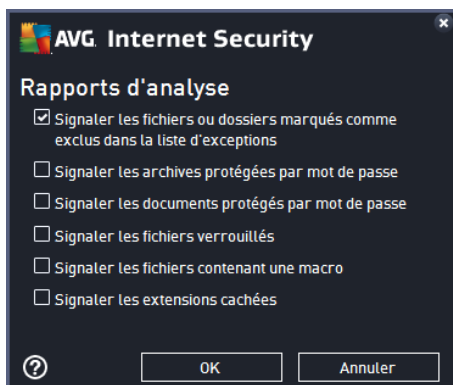 AVG. Internet Security
Rapports d'analyse
Signaler les fichiers ou dossiers marqués comme
exclus dans la liste d'exceptions
Signaler les archives protégées par mot de passe
Signaler les documents protégés par mot de passe
Signaler les fichiers verrouillés
Signaler les fichiers contenant une macro
Signaler les extensions cachées
? OK Annuler